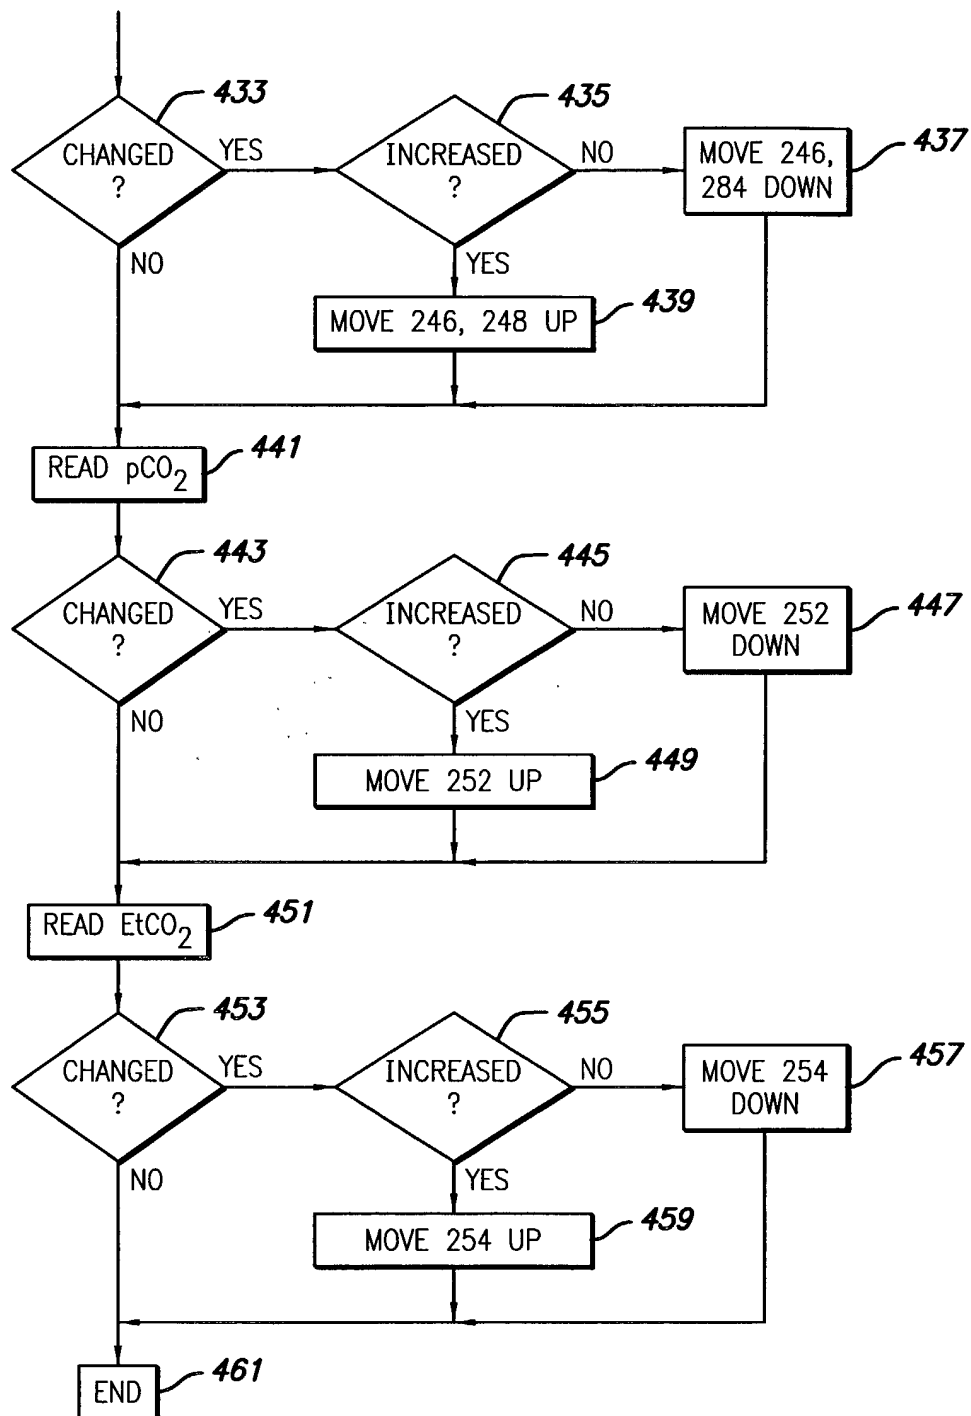 433
CHANGED
?
YES
NO
435
INCREASED
?
NO
YES
437
MOVE 246,
284 DOWN
439
MOVE 246, 248 UP
441
READ pCO2
443
CHANGED
?
YES
NO
445
INCREASED
?
NO
YES
447
MOVE 252
DOWN
449
MOVE 252 UP
451
READ EtCO2
453
CHANGED
?
YES
NO
455
INCREASED
?
NO
YES
457
MOVE 254
DOWN
459
MOVE 254 UP
461
END